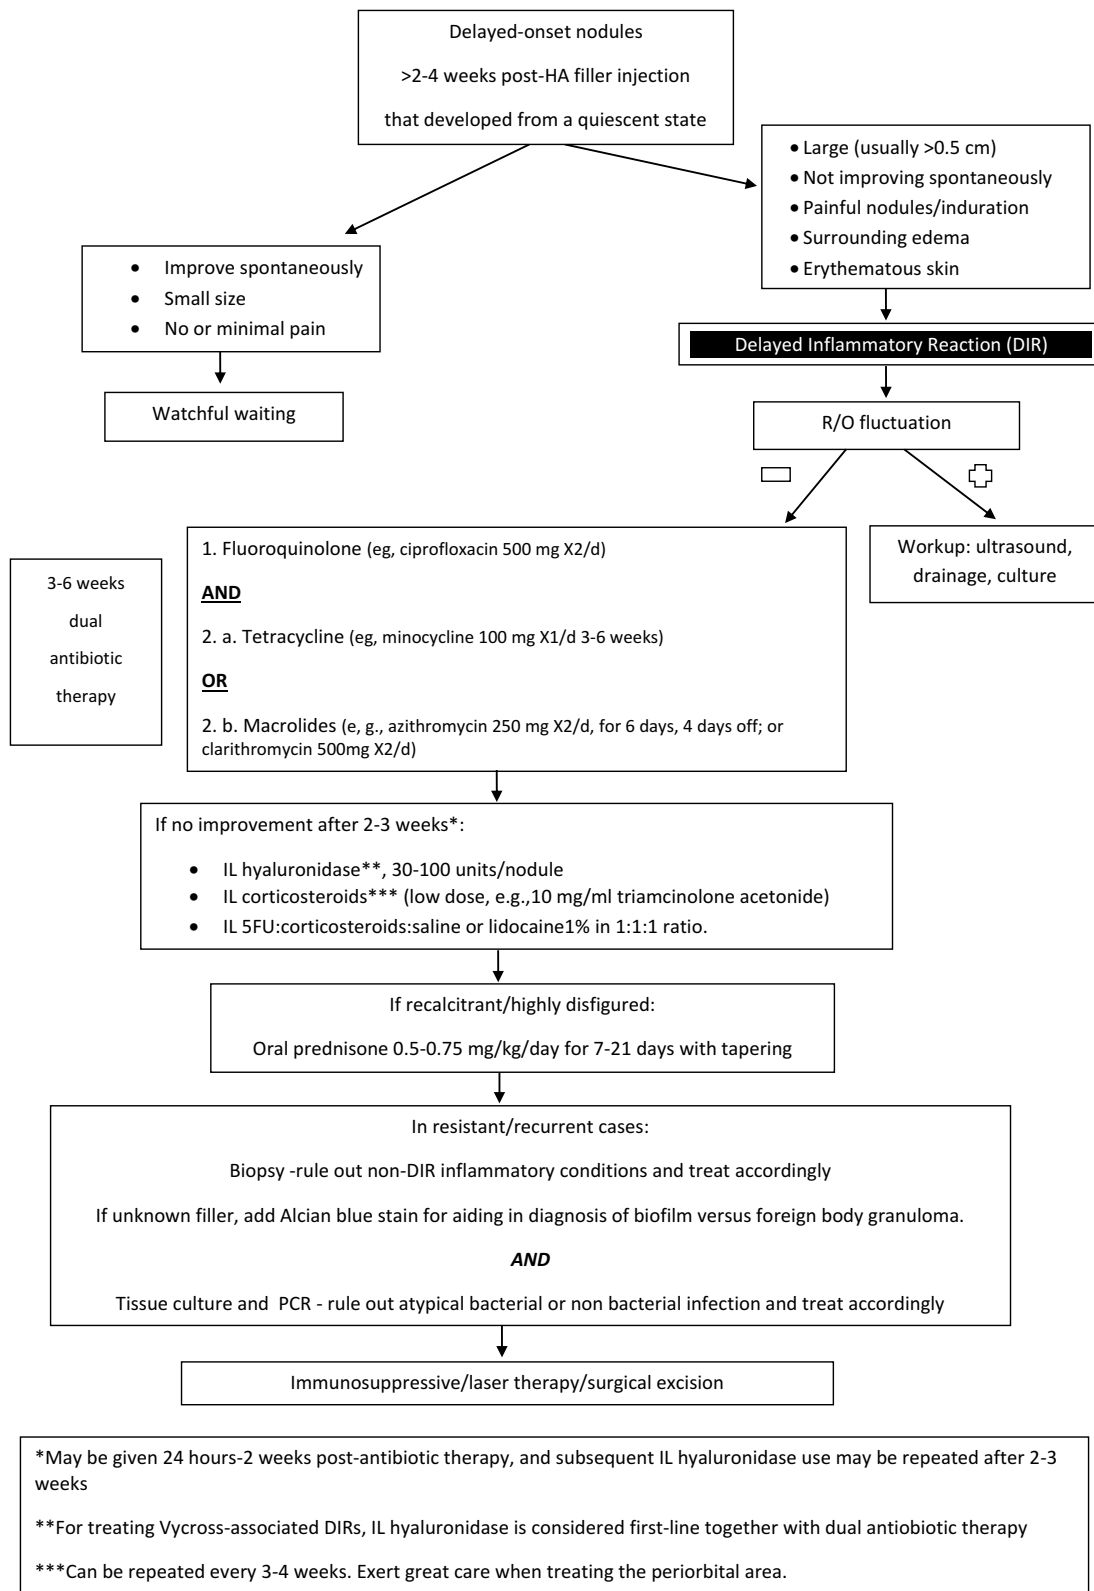 Delayed-onset nodules
>2-4 weeks post-HA filler injection
that developed from a quiescent state
• Large (usually >0.5 cm)
• Not improving spontaneously
• Painful nodules/induration
• Surrounding edema
• Erythematous skin
• Improve spontaneously
• Small size
• No or minimal pain
Delayed Inflammatory Reaction (DIR)
Watchful waiting
R/O fluctuation
Workup: ultrasound,
drainage, culture
3-6 weeks
dual
antibiotic
therapy
1. Fluoroquinolone (eg, ciprofloxacin 500 mg X2/d)
AND
2. a. Tetracycline (eg, minocycline 100 mg X1/d 3-6 weeks)
OR
2. b. Macrolides (e, g., azithromycin 250 mg X2/d, for 6 days, 4 days off; or
clarithromycin 500mg X2/d)
If no improvement after 2-3 weeks*:
• IL hyaluronidase**, 30-100 units/nodule
• IL corticosteroids*** (low dose, e.g.,10 mg/ml triamcinolone acetonide)
• IL 5FU:corticosteroids:saline or lidocaine1% in 1:1:1 ratio.
If recalcitrant/highly disfigured:
Oral prednisone 0.5-0.75 mg/kg/day for 7-21 days with tapering
In resistant/recurrent cases:
Biopsy -rule out non-DIR inflammatory conditions and treat accordingly
If unknown filler, add Alcian blue stain for aiding in diagnosis of biofilm versus foreign body granuloma.
AND
Tissue culture and PCR - rule out atypical bacterial or non bacterial infection and treat accordingly
Immunosuppressive/laser therapy/surgical excision
*May be given 24 hours-2 weeks post-antibiotic therapy, and subsequent IL hyaluronidase use may be repeated after 2-3
weeks
**For treating Vycross-associated DIRs, IL hyaluronidase is considered first-line together with dual antiobiotic therapy
***Can be repeated every 3-4 weeks. Exert great care when treating the periorbital area.